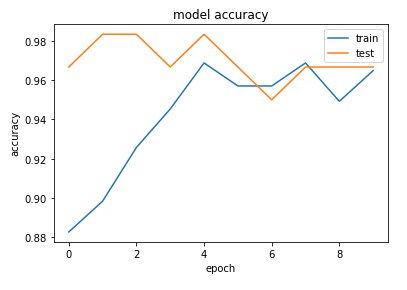 model accuracy
train
test
0.98
0.96
0.94
0.92
0.90
0.88
accuracy
0 2 4 6 8
epoch